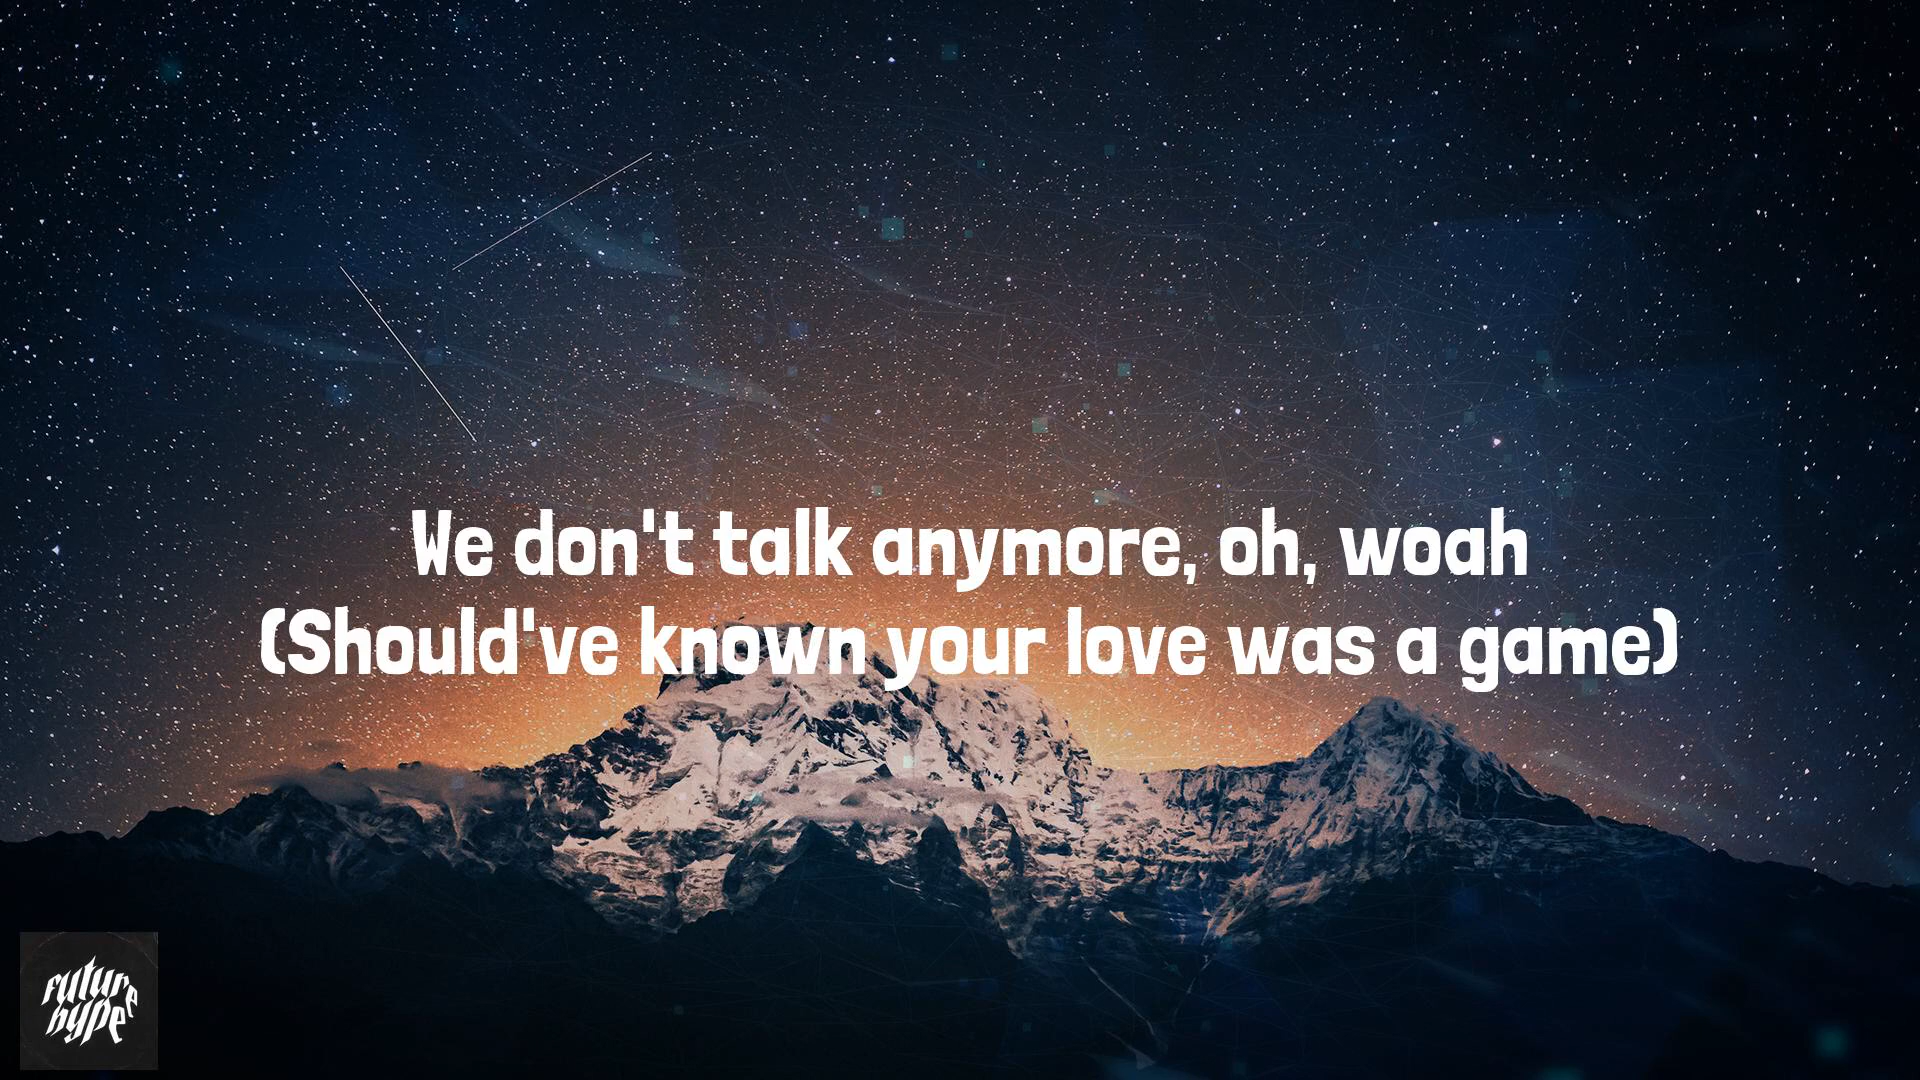 We don't talk anymore, oh, woah
(Should've known your love was a game)
future
hype